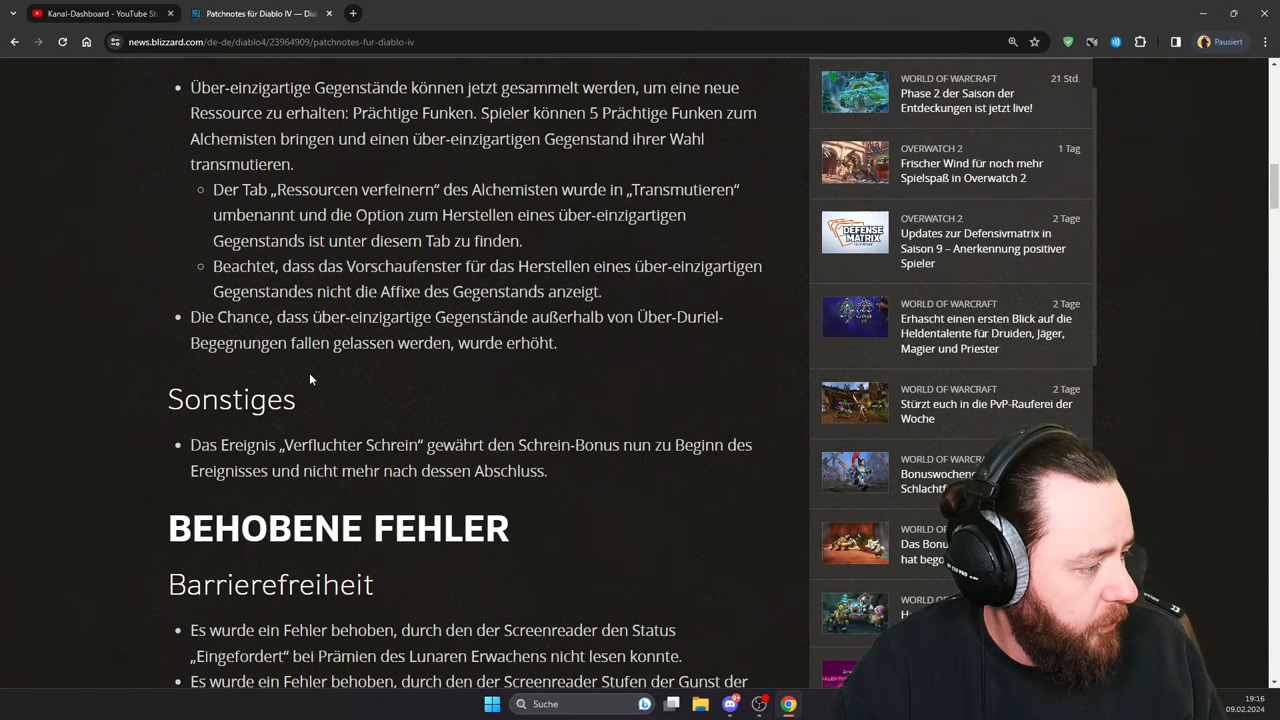 Kanal-Dashboard - YouTube St
Patchnotes für Diablo IV — Dia
news.blizzard.com/de-de/diablo4/23964909/patchnotes-fur-diablo-iv
Pausiert
Über-einzigartige Gegenstände können jetzt gesammelt werden, um eine neue
Ressource zu erhalten: Prächtige Funken. Spieler können 5 Prächtige Funken zum
Alchemisten bringen und einen über-einzigartigen Gegenstand ihrer Wahl
transmutieren.
Der Tab „Ressourcen verfeinern“ des Alchemisten wurde in „Transmutieren“
umbenannt und die Option zum Herstellen eines über-einzigartigen
Gegenstands ist unter diesem Tab zu finden.
Beachtet, dass das Vorschaufenster für das Herstellen eines über-einzigartigen
Gegenstandes nicht die Affixe des Gegenstands anzeigt.
Die Chance, dass über-einzigartige Gegenstände außerhalb von Über-Duriel-
Begegnungen fallen gelassen werden, wurde erhöht.
Sonstiges
Das Ereignis „Verfluchter Schrein“ gewährt den Schrein-Bonus nun zu Beginn des
Ereignisses und nicht mehr nach dessen Abschluss.
BEHOBENE FEHLER
Barrierefreiheit
Es wurde ein Fehler behoben, durch den der Screenreader den Status
„Eingefordert“ bei Prämien des Lunaren Erwachens nicht lesen konnte.
Es wurde ein Fehler behoben, durch den der Screenreader Stufen der Gunst der
WORLD OF WARCRAFT 21 Std.
Phase 2 der Saison der
Entdeckungen ist jetzt live!
OVERWATCH 2 1 Tag
Frischer Wind für noch mehr
Spielspaß in Overwatch 2
DEFENSE
MATRIX
OVERWATCH 2 2 Tage
Updates zur Defensivmatrix in
Saison 9 – Anerkennung positiver
Spieler
WORLD OF WARCRAFT 2 Tage
Erhascht einen ersten Blick auf die
Heldentalente für Druiden, Jäger,
Magier und Priester
WORLD OF WARCRAFT 2 Tage
Stürzt euch in die PvP-Rauferei der
Woche
WORLD OF WARCRA
Bonuswochen
Schlachtf
WORLD OF
Das Bonu
hat bego
WORLD OF
Suche
19:16
09.02.2024